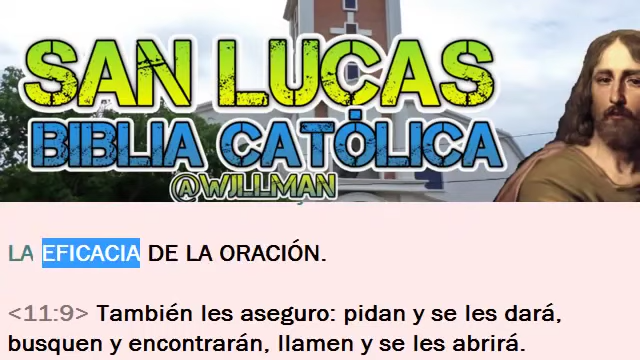 SAN LUCAS
BIBLIA CATÓLICA
@WJLLMAN
LA EFICACIA DE LA ORACIÓN.
<11:9> También les aseguro: pidan y se les dará,
busquen y encontrarán, llamen y se les abrirá.